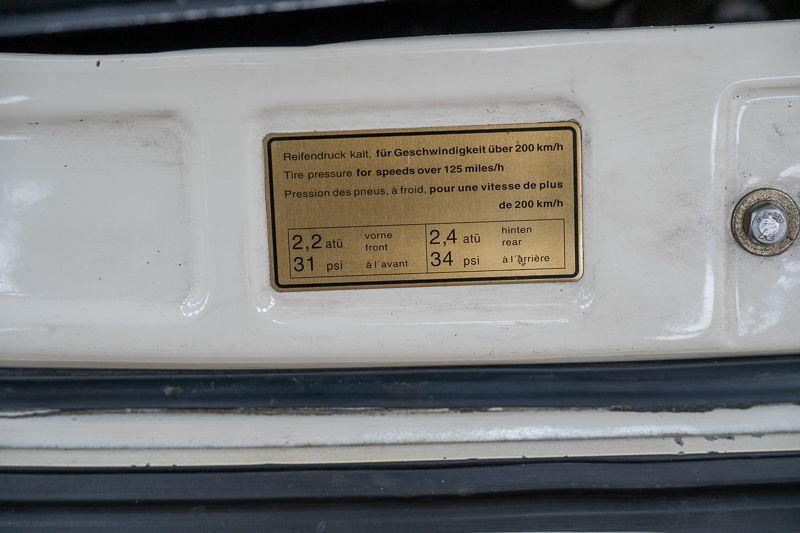 Reifendruck kalt, für Geschwindigkeit über 200 km/h
Tire pressure for speeds over 125 miles/h
Pression des pneus, à froid, pour une vitesse de plus
de 200 km/h
2,2 atü vorne front
31 psi à l'avant
2,4 atü hinten rear
34 psi à l'arrière